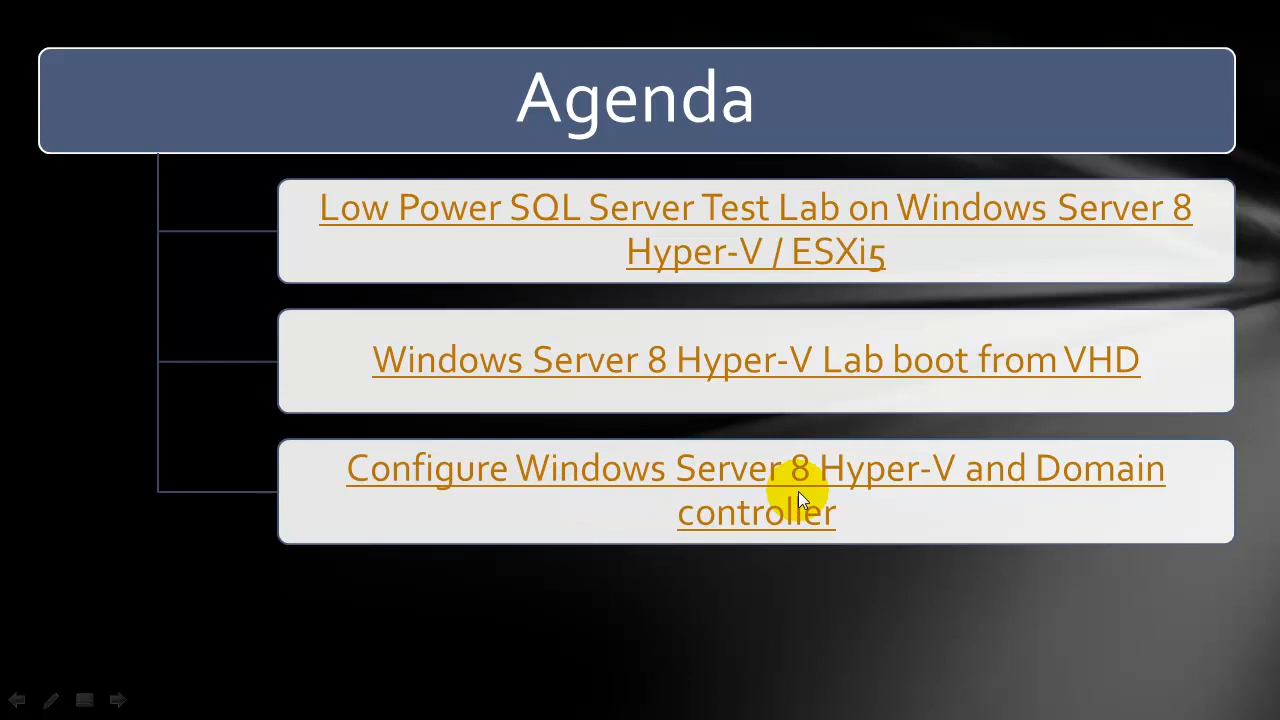 Agenda
Low Power SQL Server Test Lab on Windows Server 8
Hyper-V / ESXi5
Windows Server 8 Hyper-V Lab boot from VHD
Configure Windows Server 8 Hyper-V and Domain
controller